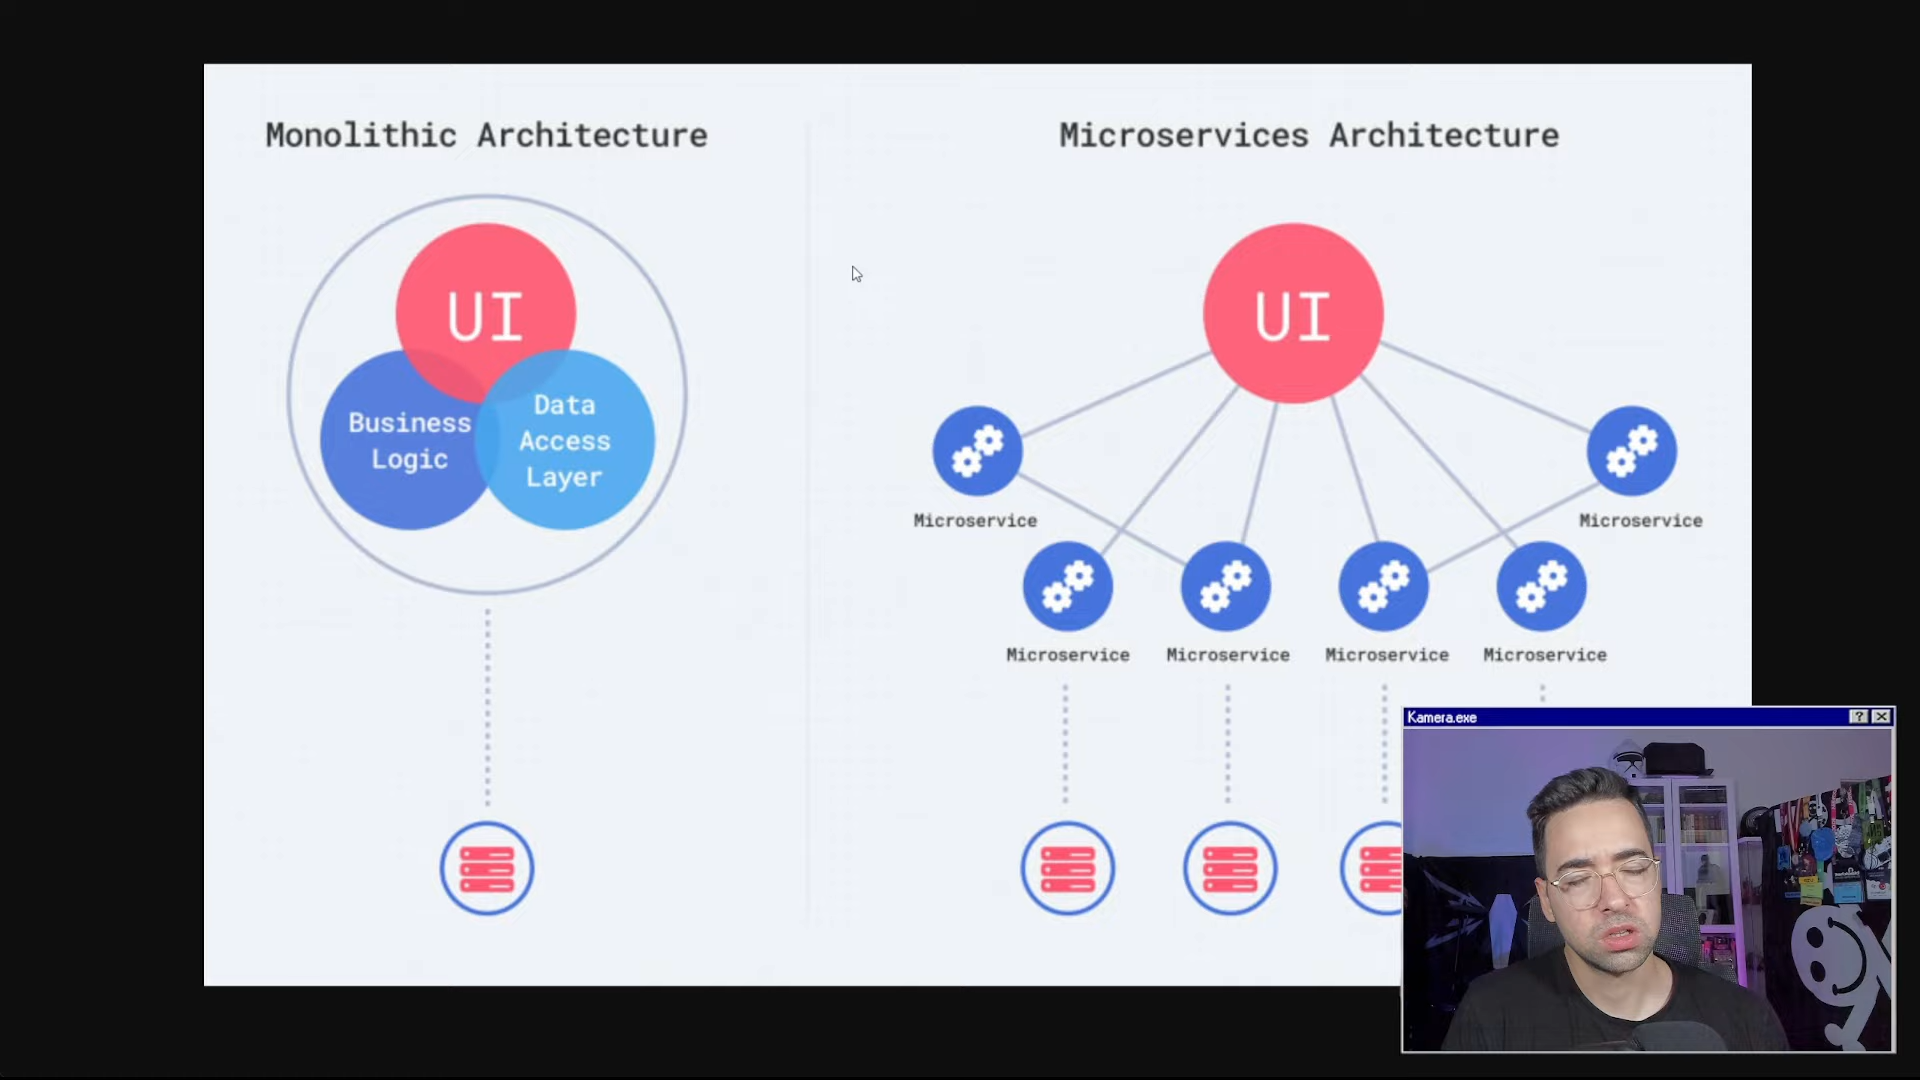 Monolithic Architecture
UI
Business
Logic
Data
Access
Layer
Microservices Architecture
UI
Microservice
Microservice
Microservice
Microservice
Microservice
Microservice
Kamera.exe